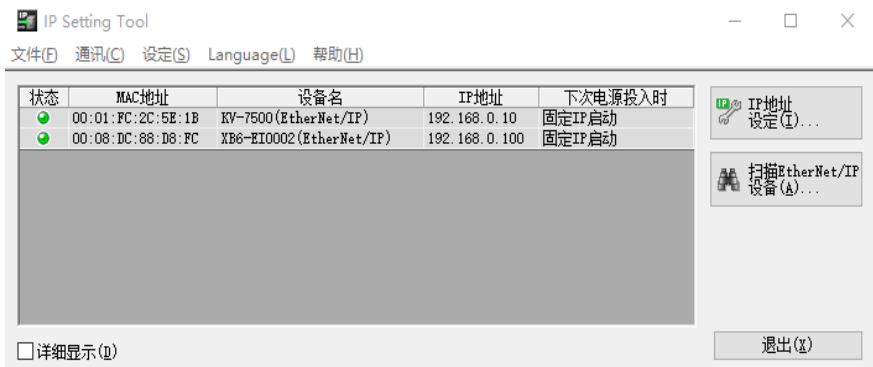 IP Setting Tool
文件(F) 通讯(C) 设定(S) Language(L) 帮助(H)
状态 MAC地址 设备名 IP地址 下次电源投入时
00:01:FC:2C:5E:1B KV-7500(EtherNet/IP) 192.168.0.10 固定IP启动
00:08:DC:88:D8:FC XB6-EI0002(EtherNet/IP) 192.168.0.100 固定IP启动
IP地址
设定(I)...
扫描EtherNet/IP
设备(A)...
详细显示(D)
退出(X)